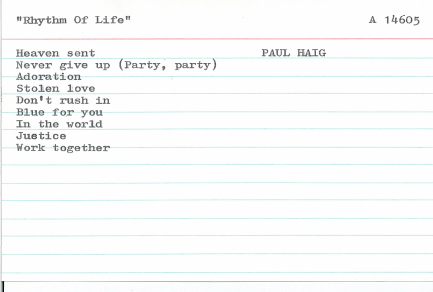 "Rhythm Of Life" A 14605
Heaven sent PAUL HAIG
Never give up (Party, party)
Adoration
Stolen love
Don't rush in
Blue for you
In the world
Justice
Work together